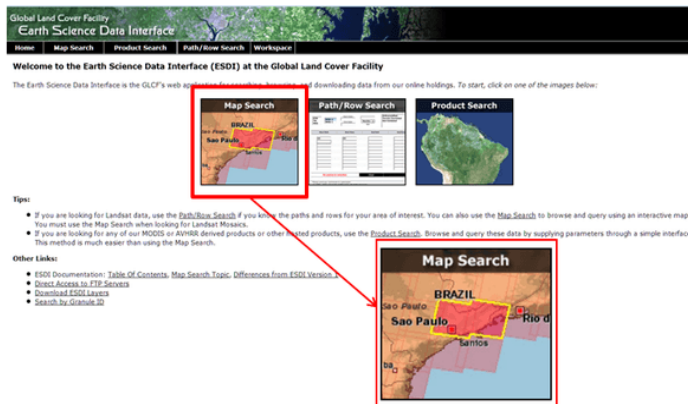 Global Land Cover Facility
Earth Science Data Interface
Home Map Search Product Search Path/Row Search Workspace
Welcome to the Earth Science Data Interface (ESDI) at the Global Land Cover Facility
The Earth Science Data Interface is the GLCF's web application for searching, browsing, and downloading data from our online holdings. To start, click on one of the images below:
Map Search Path/Row Search Product Search
BRAZIL
Sao Paulo
Sao Paulo Rio d
Santos
ba
Tips:
If you are looking for Landsat data, use the Path/Row Search if you know the paths and rows for your area of interest. You can also use the Map Search to browse and query using an interactive map
You must use the Map Search when looking for Landsat Mosaics.
If you are looking for any of our MODIS or AVHRR derived products or other related products, use the Product Search. Browse and query these data by supplying parameters through a simple interface
This method is much easier than using the Map Search.
Other Links:
ESDI Documentation: Table Of Contents, Map Search Topic, Differences from ESDI Version 1
Direct Access to FTP Servers
Download ESDI Layers
Search by Granule ID
Map Search
BRAZIL
Sao Paulo
Sao Paulo Rio d
Santos
ba